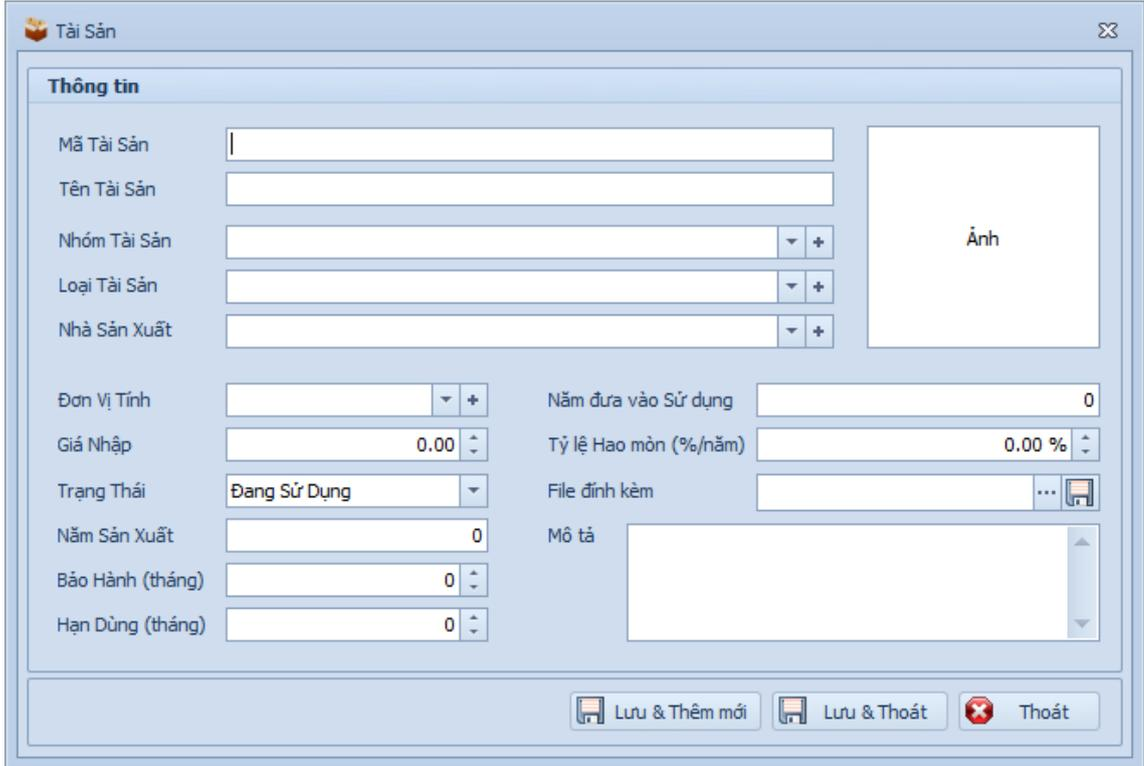 Tài Sản
Thông tin
Mã Tài Sản
Tên Tài Sản
Nhóm Tài Sản
Loại Tài Sản
Nhà Sản Xuất
Ảnh
Đơn Vị Tính
Năm đưa vào Sử dụng 0
Giá Nhập 0.00
Tỷ lệ Hao mòn (%/năm) 0.00 %
Trạng Thái Đang Sử Dụng
File đính kèm
Năm Sản Xuất 0
Mô tả
Bảo Hành (tháng) 0
Hạn Dùng (tháng) 0
Lưu & Thêm mới Lưu & Thoát Thoát